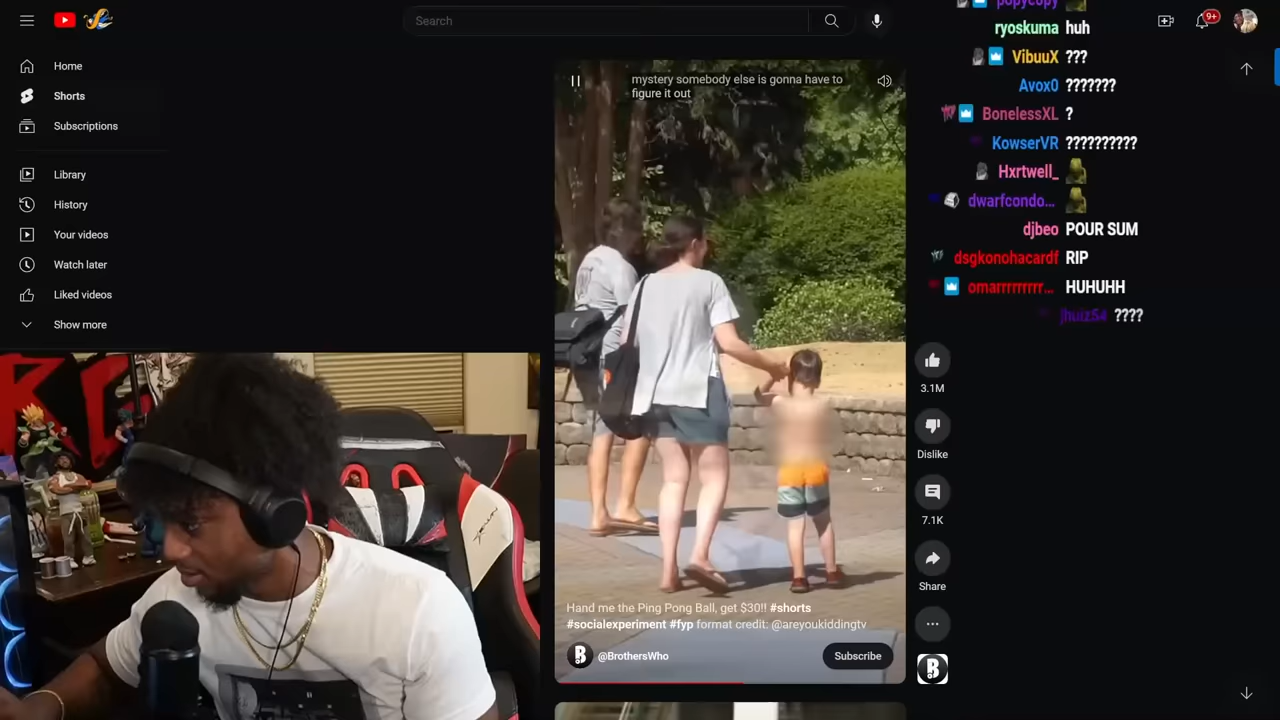 Search
9+
Home
Shorts
Subscriptions
Library
History
Your videos
Watch later
Liked videos
Show more
mystery somebody else is gonna have to
figure it out
Hand me the Ping Pong Ball, get $30!! #shorts
#socialexperiment #fyp format credit: @areyoukiddingtv
@BrothersWho
Subscribe
3.1M
Dislike
7.1K
Share
popycopy
ryoskuma huh
VibuuX ???
Avox0 ???????
BonelessXL ?
KowserVR ??????????
Hxrtwell_
dwarfcondo...
djbeo POUR SUM
dsgkonohacardf RIP
omarrrrrrrrr... HUHUHH
jhuiz54 ????